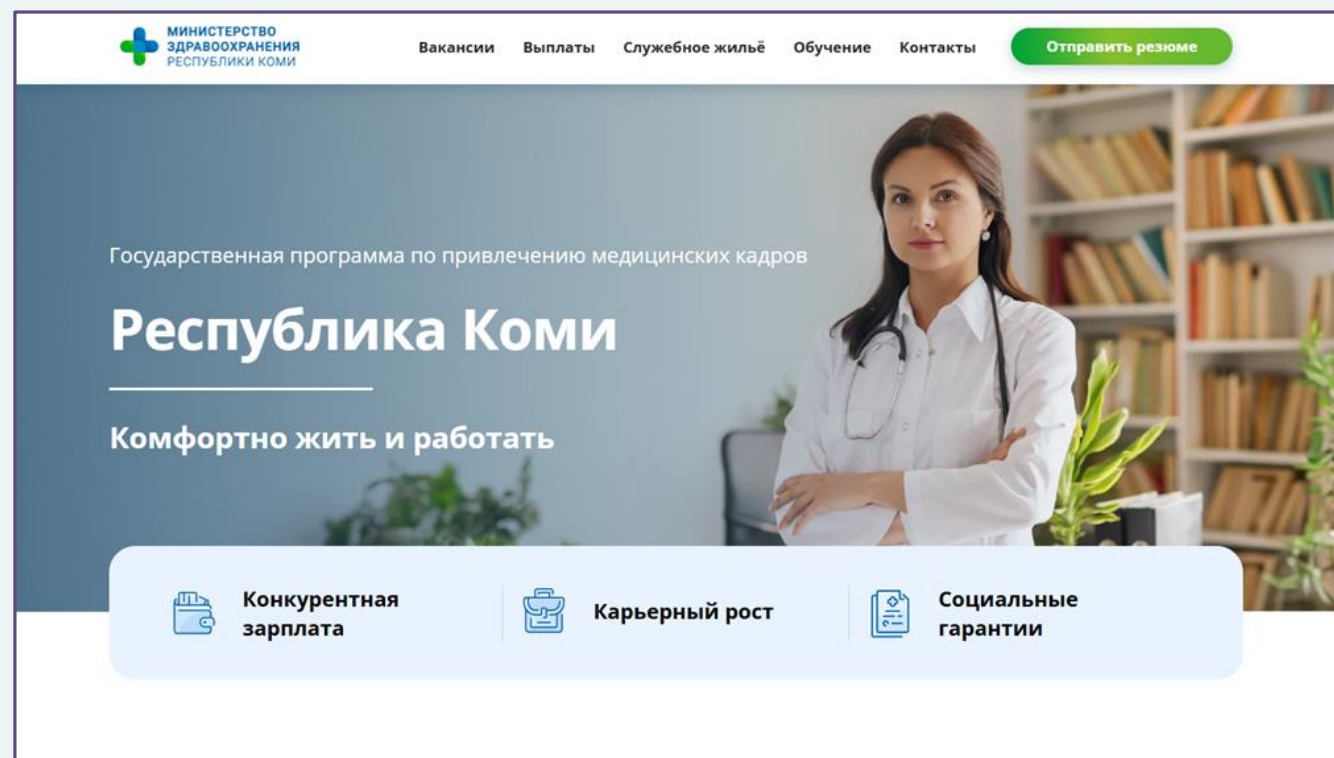 МИНИСТЕРСТВО
ЗДРАВООХРАНЕНИЯ
РЕСПУБЛИКИ КОМИ
Вакансии Выплаты Служебное жильё Обучение Контакты Отправить резюме
Государственная программа по привлечению медицинских кадров
Республика Коми
Комфортно жить и работать
Конкурентная
зарплата
Карьерный рост
Социальные
гарантии